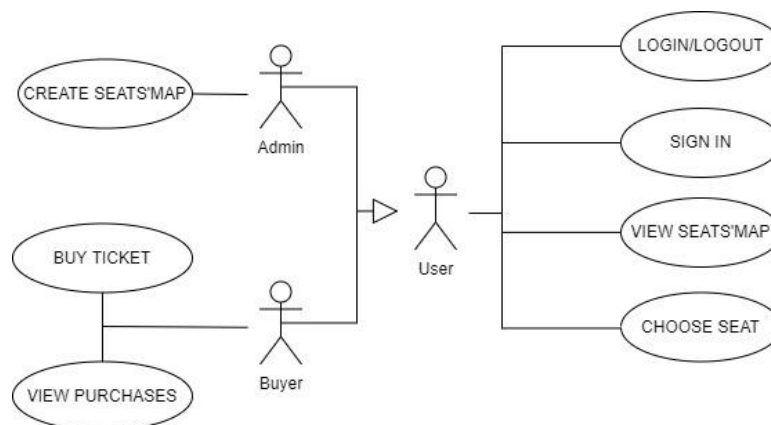 LOGIN/LOGOUT
CREATE SEATS'MAP
Admin
SIGN IN
BUY TICKET
User
VIEW SEATS'MAP
CHOOSE SEAT
Buyer
VIEW PURCHASES